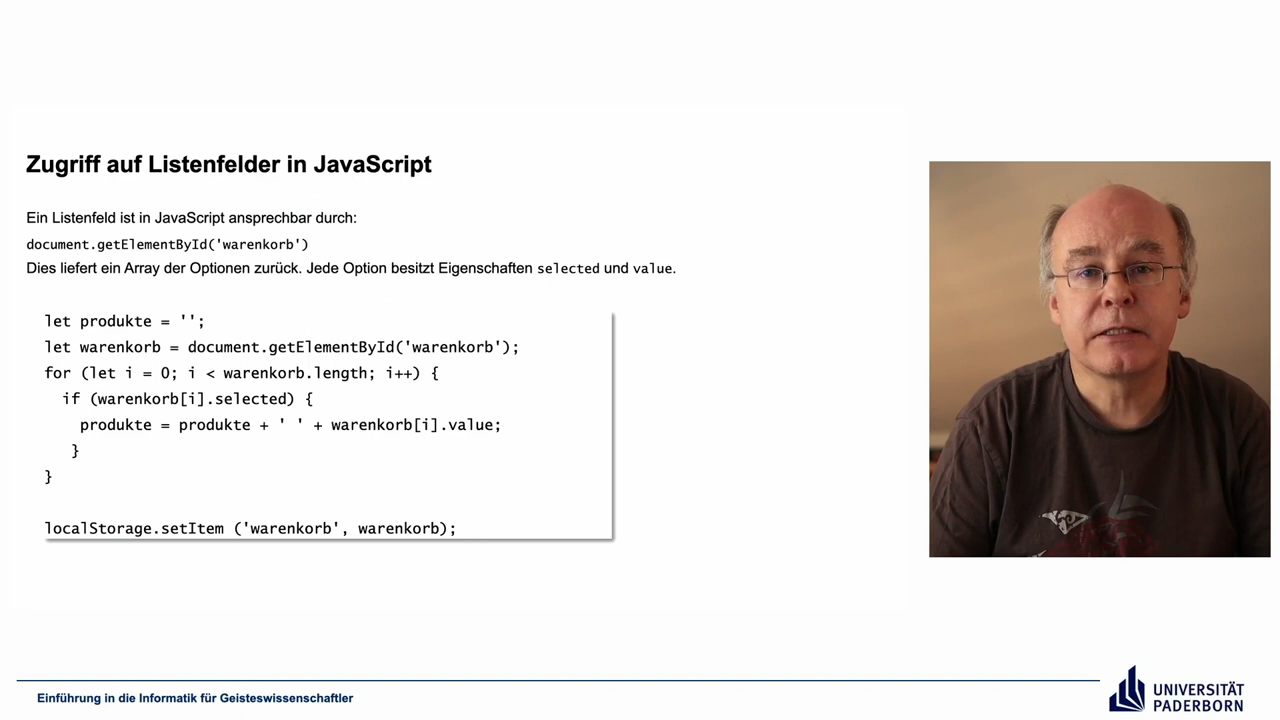 Zugriff auf Listenfelder in JavaScript
Ein Listenfeld ist in JavaScript ansprechbar durch:
document.getElementById('warenkorb')
Dies liefert ein Array der Optionen zurück. Jede Option besitzt Eigenschaften selected und value.
let produkte = '';
let warenkorb = document.getElementById('warenkorb');
for (let i = 0; i < warenkorb.length; i++) {
if (warenkorb[i].selected) {
produkte = produkte + ' ' + warenkorb[i].value;
}
}
localStorage.setItem ('warenkorb', warenkorb);
Einführung in die Informatik für Geisteswissenschaftler
UNIVERSITÄT
PADERBORN